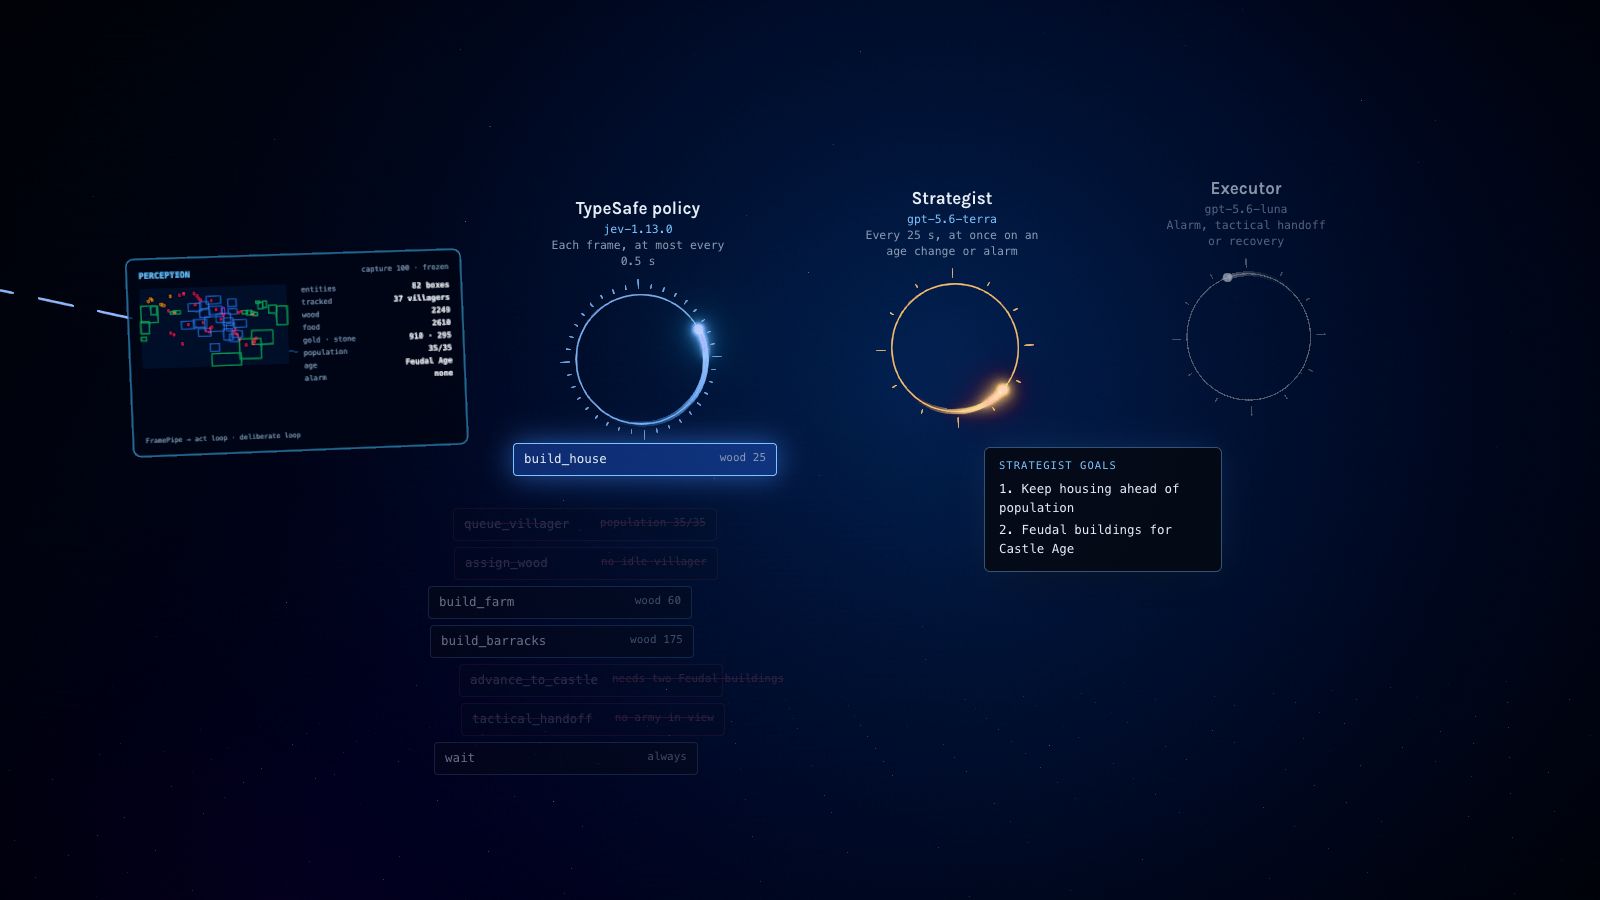 PERCEPTION
capture 100 · frozen
entities 82 boxes
tracked 37 villagers
wood 2249
food 2610
gold · stone 910 · 295
population 35/35
age Feudal Age
alarm none
FramePipe → act loop · deliberate loop
TypeSafe policy
jev-1.13.0
Each frame, at most every
0.5 s
build_house wood 25
queue_villager population 35/35
assign_wood no idle villager
build_farm wood 60
build_barracks wood 175
advance_to_castle needs two Feudal buildings
tactical_handoff no army in view
wait always
Strategist
gpt-5.6-terra
Every 25 s, at once on an
age change or alarm
STRATEGIST GOALS
1. Keep housing ahead of
population
2. Feudal buildings for
Castle Age
Executor
gpt-5.6-luna
Alarm, tactical handoff
or recovery